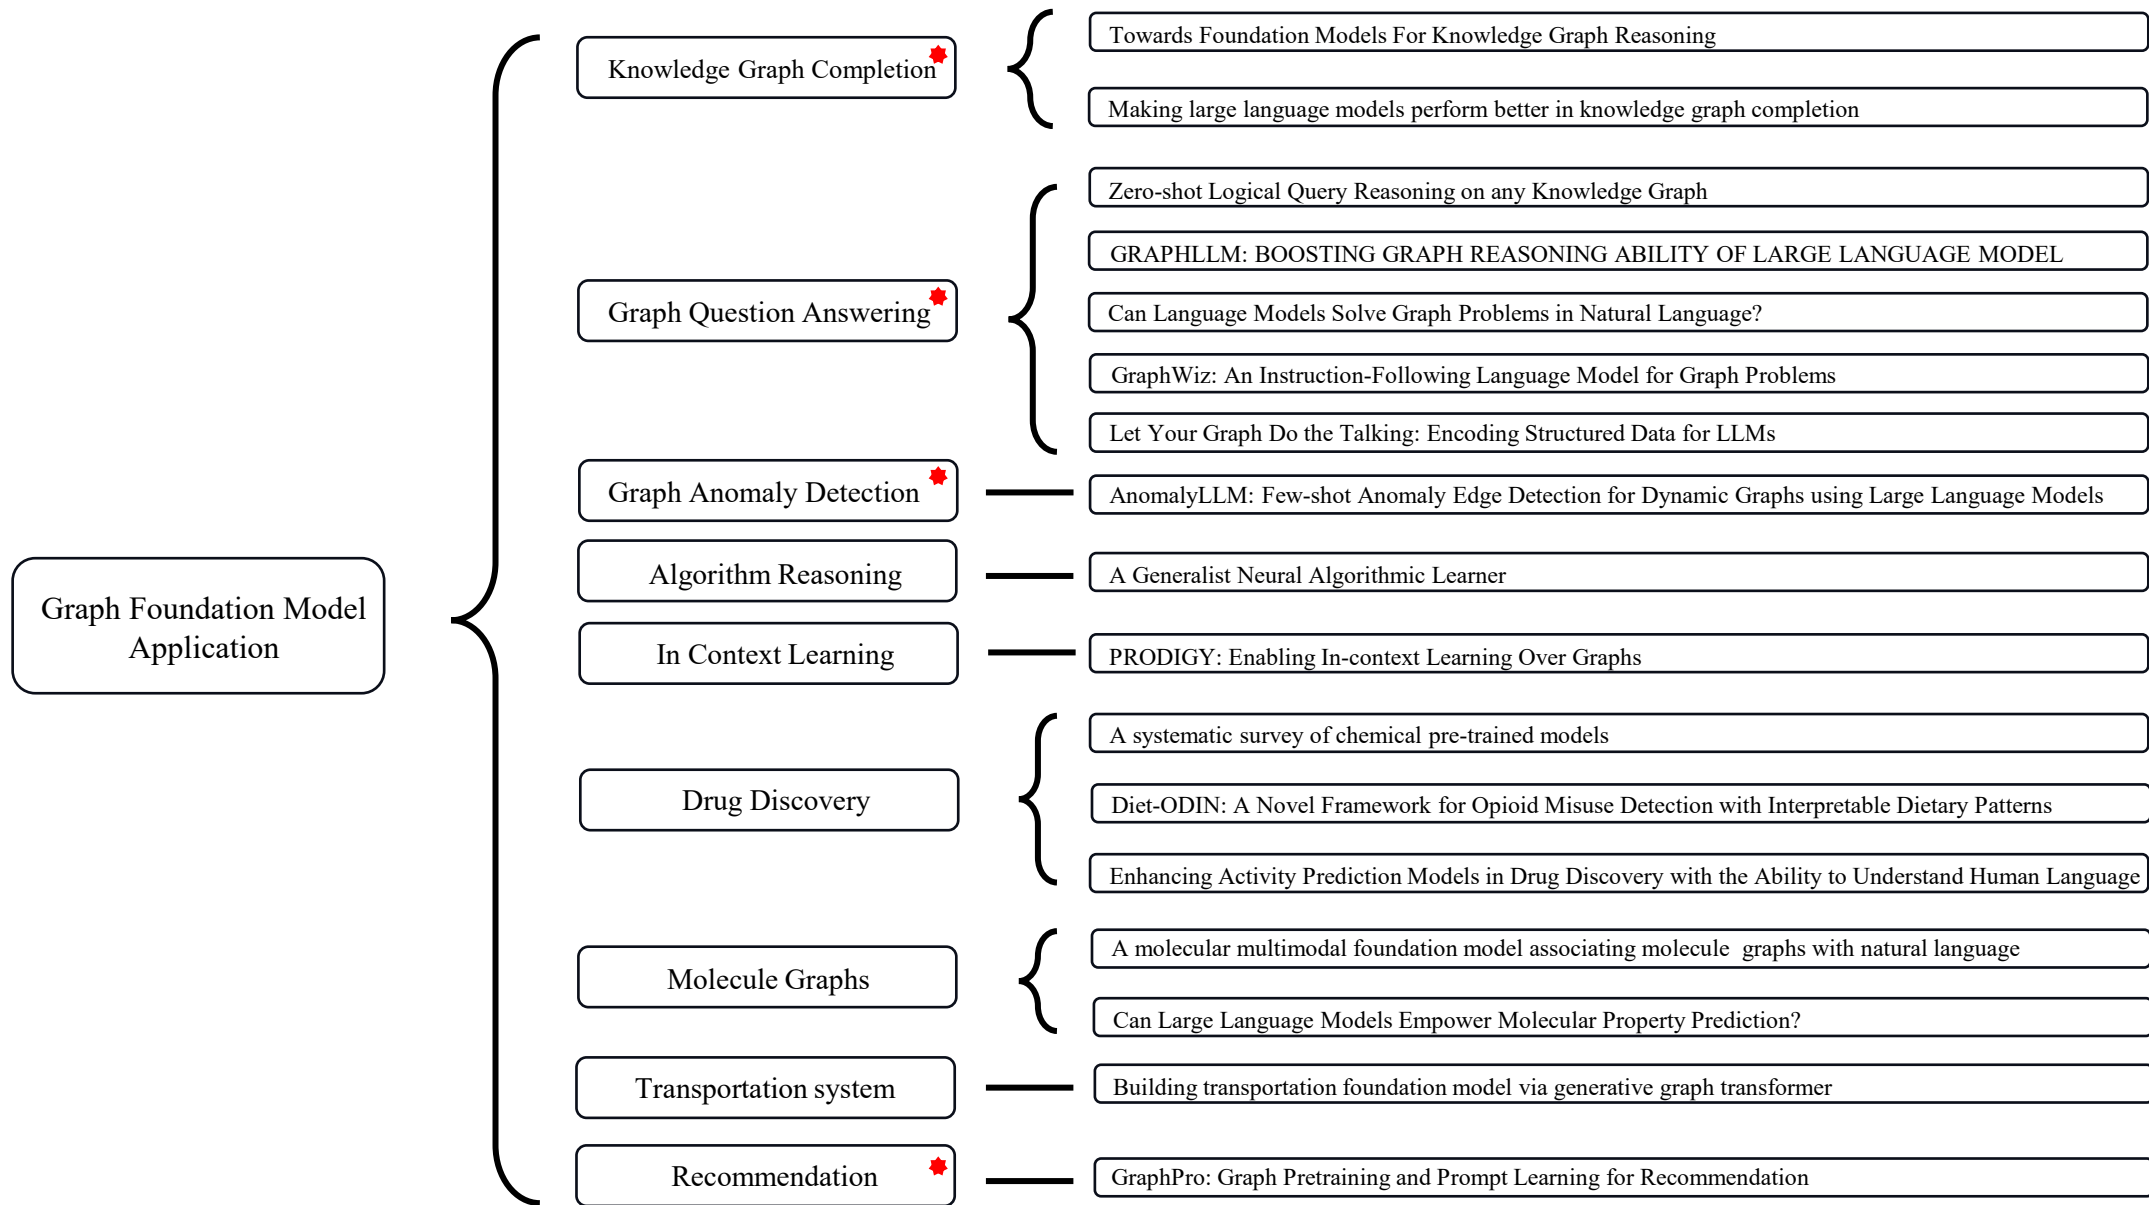 Graph Foundation Model
Application
Knowledge Graph Completion
Towards Foundation Models For Knowledge Graph Reasoning
Making large language models perform better in knowledge graph completion
Graph Question Answering
Zero-shot Logical Query Reasoning on any Knowledge Graph
GRAPHLLM: BOOSTING GRAPH REASONING ABILITY OF LARGE LANGUAGE MODEL
Can Language Models Solve Graph Problems in Natural Language?
GraphWiz: An Instruction-Following Language Model for Graph Problems
Let Your Graph Do the Talking: Encoding Structured Data for LLMs
Graph Anomaly Detection
AnomalyLLM: Few-shot Anomaly Edge Detection for Dynamic Graphs using Large Language Models
Algorithm Reasoning
A Generalist Neural Algorithmic Learner
In Context Learning
PRODIGY: Enabling In-context Learning Over Graphs
Drug Discovery
A systematic survey of chemical pre-trained models
Diet-ODIN: A Novel Framework for Opioid Misuse Detection with Interpretable Dietary Patterns
Enhancing Activity Prediction Models in Drug Discovery with the Ability to Understand Human Language
Molecule Graphs
A molecular multimodal foundation model associating molecule  graphs with natural language
Can Large Language Models Empower Molecular Property Prediction?
Transportation system
Building transportation foundation model via generative graph transformer
Recommendation
GraphPro: Graph Pretraining and Prompt Learning for Recommendation